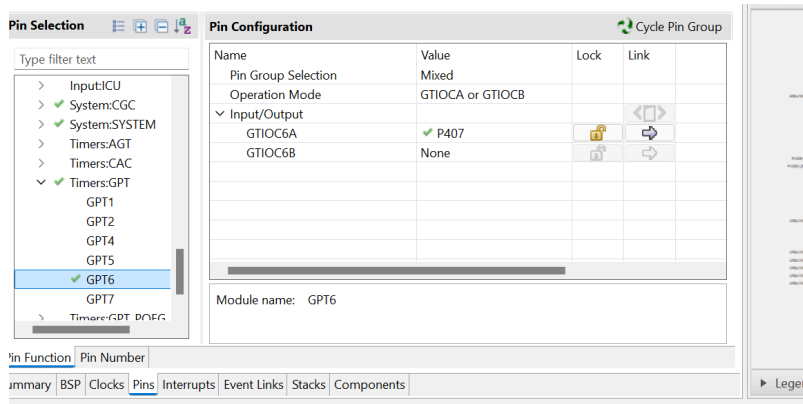 Pin Selection
Type filter text
Input:ICU
System:CGC
System:SYSTEM
Timers:AGT
Timers:CAC
Timers:GPT
GPT1
GPT2
GPT4
GPT5
GPT6
GPT7
Timers:GPT_POEG
Pin Configuration
Cycle Pin Group
Name Value Lock Link
Pin Group Selection Mixed
Operation Mode GTIOCA or GTIOCB
Input/Output
GTIOC6A P407
GTIOC6B None
Module name: GPT6
Pin Function Pin Number
ummary BSP Clocks Pins Interrupts Event Links Stacks Components
Legen